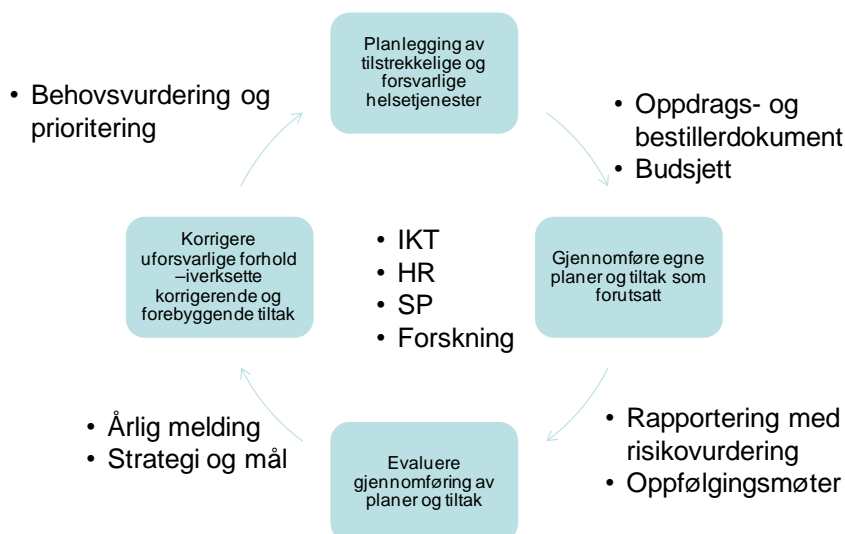 Planlegging av
tilstrekkelige og
forsvarlige
helsetjenester
• Behovsvurdering og
prioritering
• Oppdrags- og
bestillerdokument
• Budsjett
Korrigere
uforsvarlige forhold
–iverksette
korrigerende og
forebyggende tiltak
• IKT
• HR
• SP
• Forskning
Gjennomføre egne
planer og tiltak som
forutsatt
• Årlig melding
• Strategi og mål
Evaluere
gjennomføring av
planer og tiltak
• Rapportering med
risikovurdering
• Oppfølgingsmøter